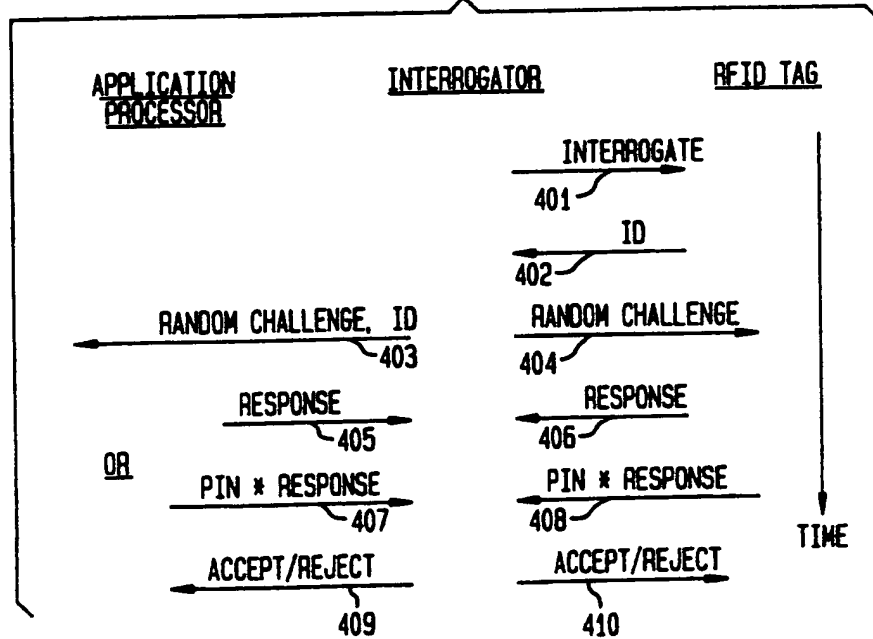 APPLICATION PROCESSOR
INTERROGATOR
RFID TAG
INTERROGATE
401
ID
402
RANDOM CHALLENGE, ID
403
RANDOM CHALLENGE
404
RESPONSE
405
RESPONSE
406
OR
PIN * RESPONSE
407
PIN * RESPONSE
408
TIME
ACCEPT/REJECT
409
ACCEPT/REJECT
410